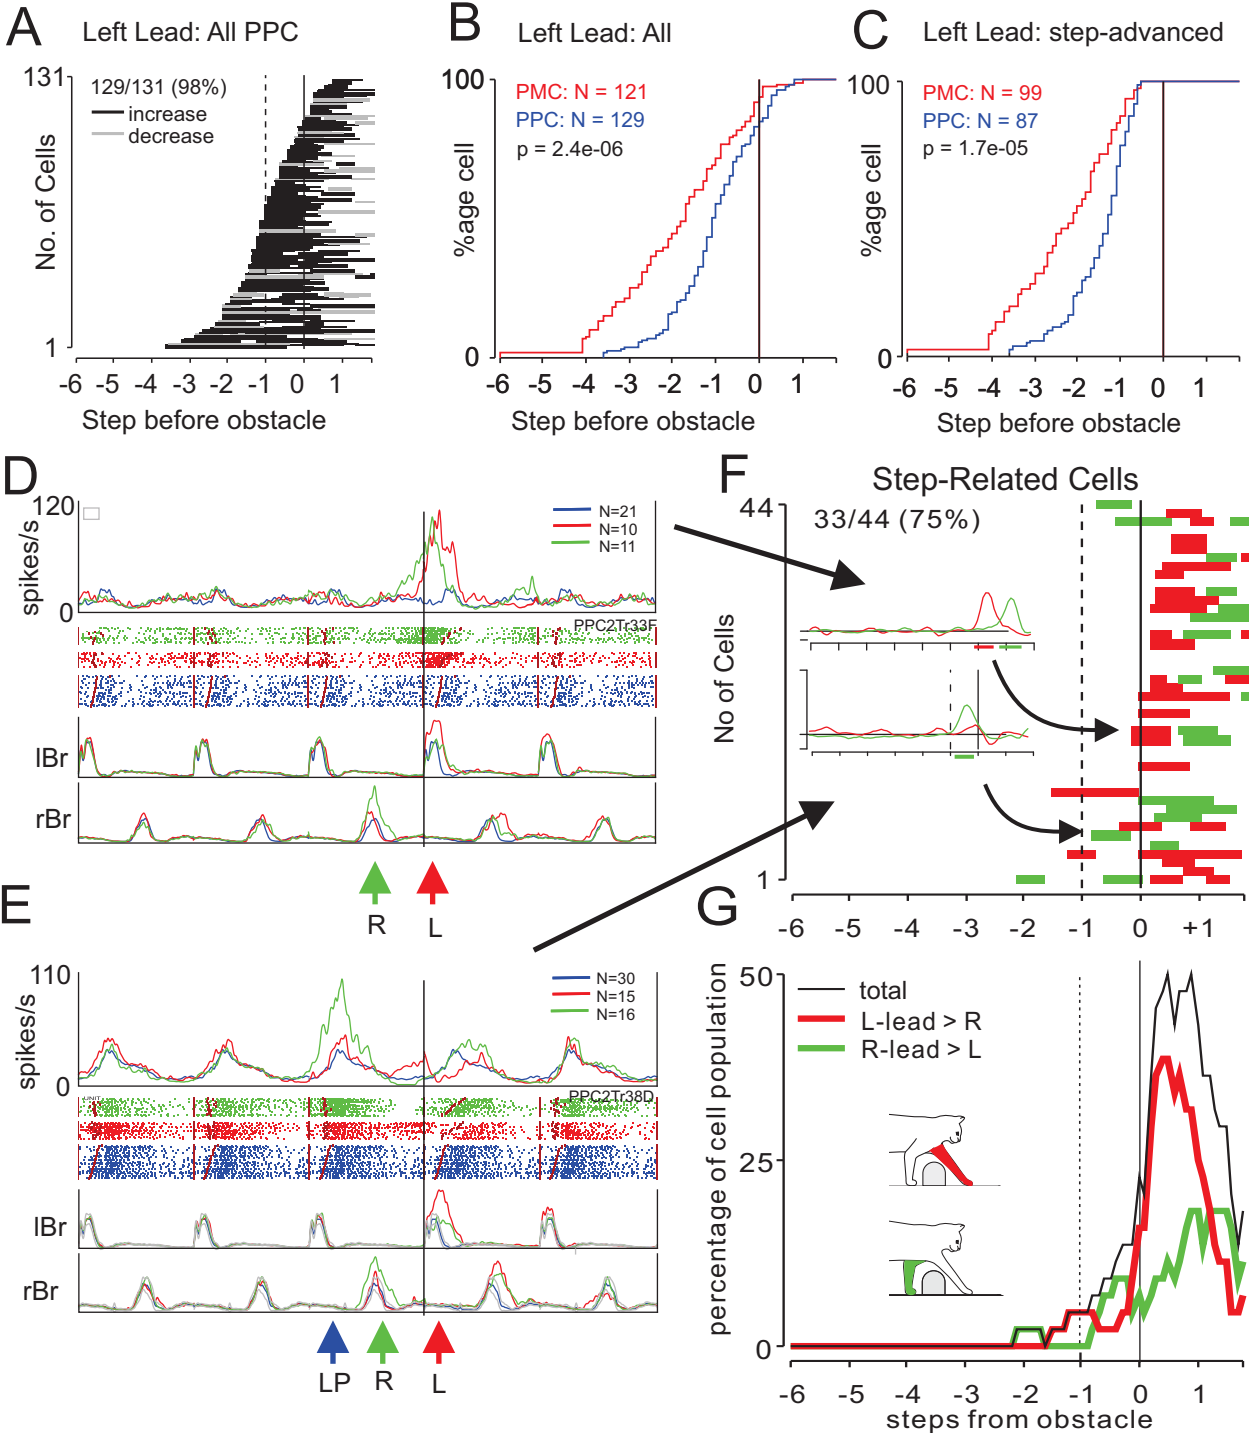 A
Left Lead: All PPC
131
129/131 (98%)
increase
decrease
No. of Cells
1
-6 -5 -4 -3 -2 -1 0 1
Step before obstacle
B
Left Lead: All
100
PMC: N = 121
PPC: N = 129
p = 2.4e-06
%age cell
0
-6 -5 -4 -3 -2 -1 0 1
Step before obstacle
C
Left Lead: step-advanced
100
PMC: N = 99
PPC: N = 87
p = 1.7e-05
%age cell
0
-6 -5 -4 -3 -2 -1 0 1
Step before obstacle
D
120
spikes/s
0
N=21
N=10
N=11
PPC2Tr33F
lBr
rBr
R L
E
110
spikes/s
0
N=30
N=15
N=16
PPC2Tr38D
lBr
rBr
LP R L
F
Step-Related Cells
44
33/44 (75%)
No of Cells
1
-6 -5 -4 -3 -2 -1 0 +1
G
50
total
L-lead > R
R-lead > L
percentage of cell population
25
0
-6 -5 -4 -3 -2 -1 0 1
steps from obstacle